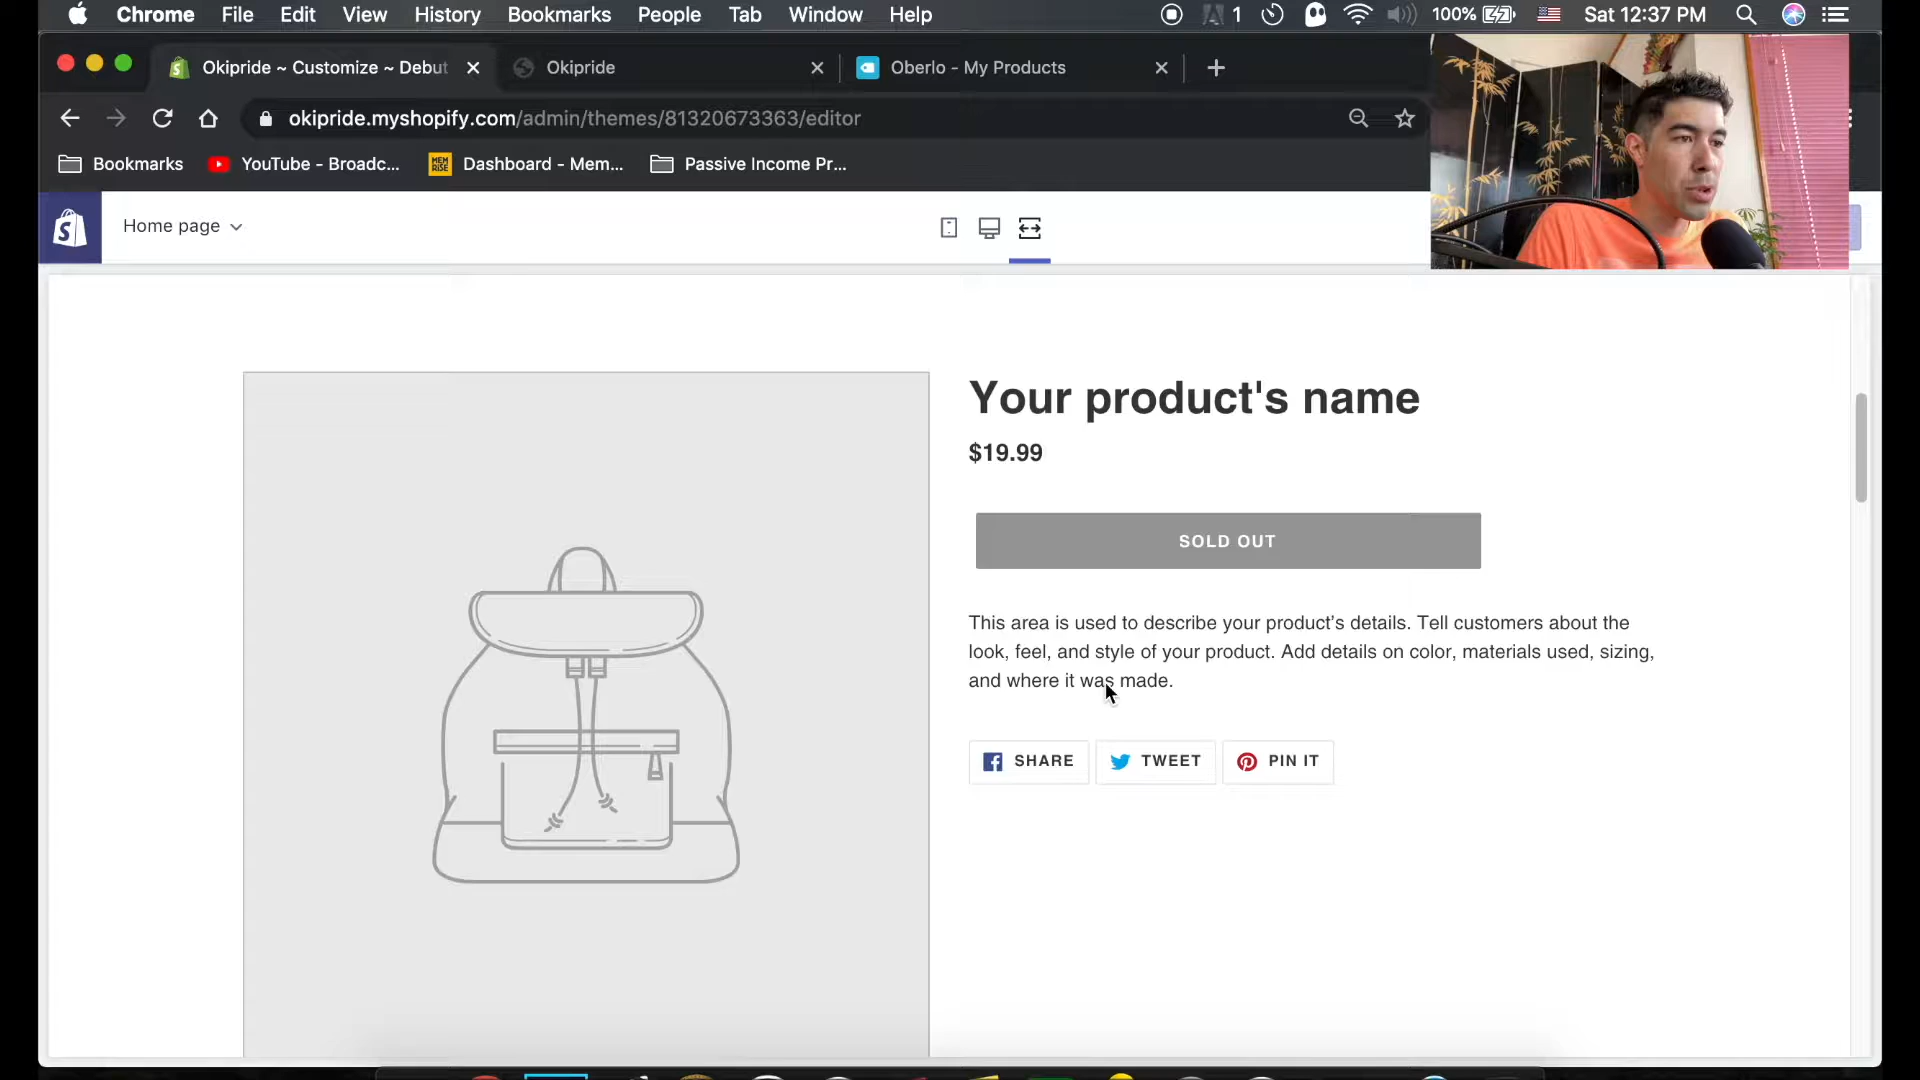 Chrome File Edit View History Bookmarks People Tab Window Help 1 100% Sat 12:37 PM
Okipride ~ Customize ~ Debut Okipride Oberlo - My Products
okipride.myshopify.com/admin/themes/81320673363/editor
Bookmarks YouTube - Broadc... MEM RISE Dashboard - Mem... Passive Income Pr...
Home page
Your product's name
$19.99
SOLD OUT
This area is used to describe your product's details. Tell customers about the
look, feel, and style of your product. Add details on color, materials used, sizing,
and where it was made.
SHARE TWEET PIN IT